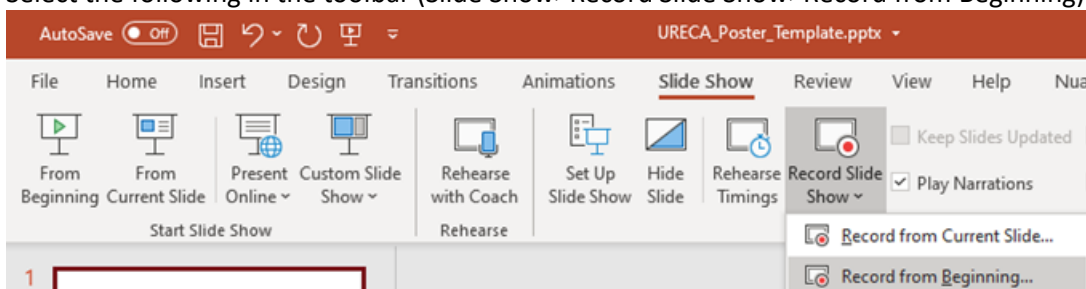 Select the following in the toolbar (Slide Show> Record Slide Show> Record from Beginning)
AutoSave Off URECA_Poster_Template.pptx
File Home Insert Design Transitions Animations Slide Show Review View Help Nua
From Beginning
From Current Slide
Present Online
Custom Slide Show
Rehearse with Coach
Set Up Slide Show
Hide Slide
Rehearse Timings
Record Slide Show
Keep Slides Updated
Play Narrations
Start Slide Show Rehearse
Record from Current Slide...
1 Record from Beginning...